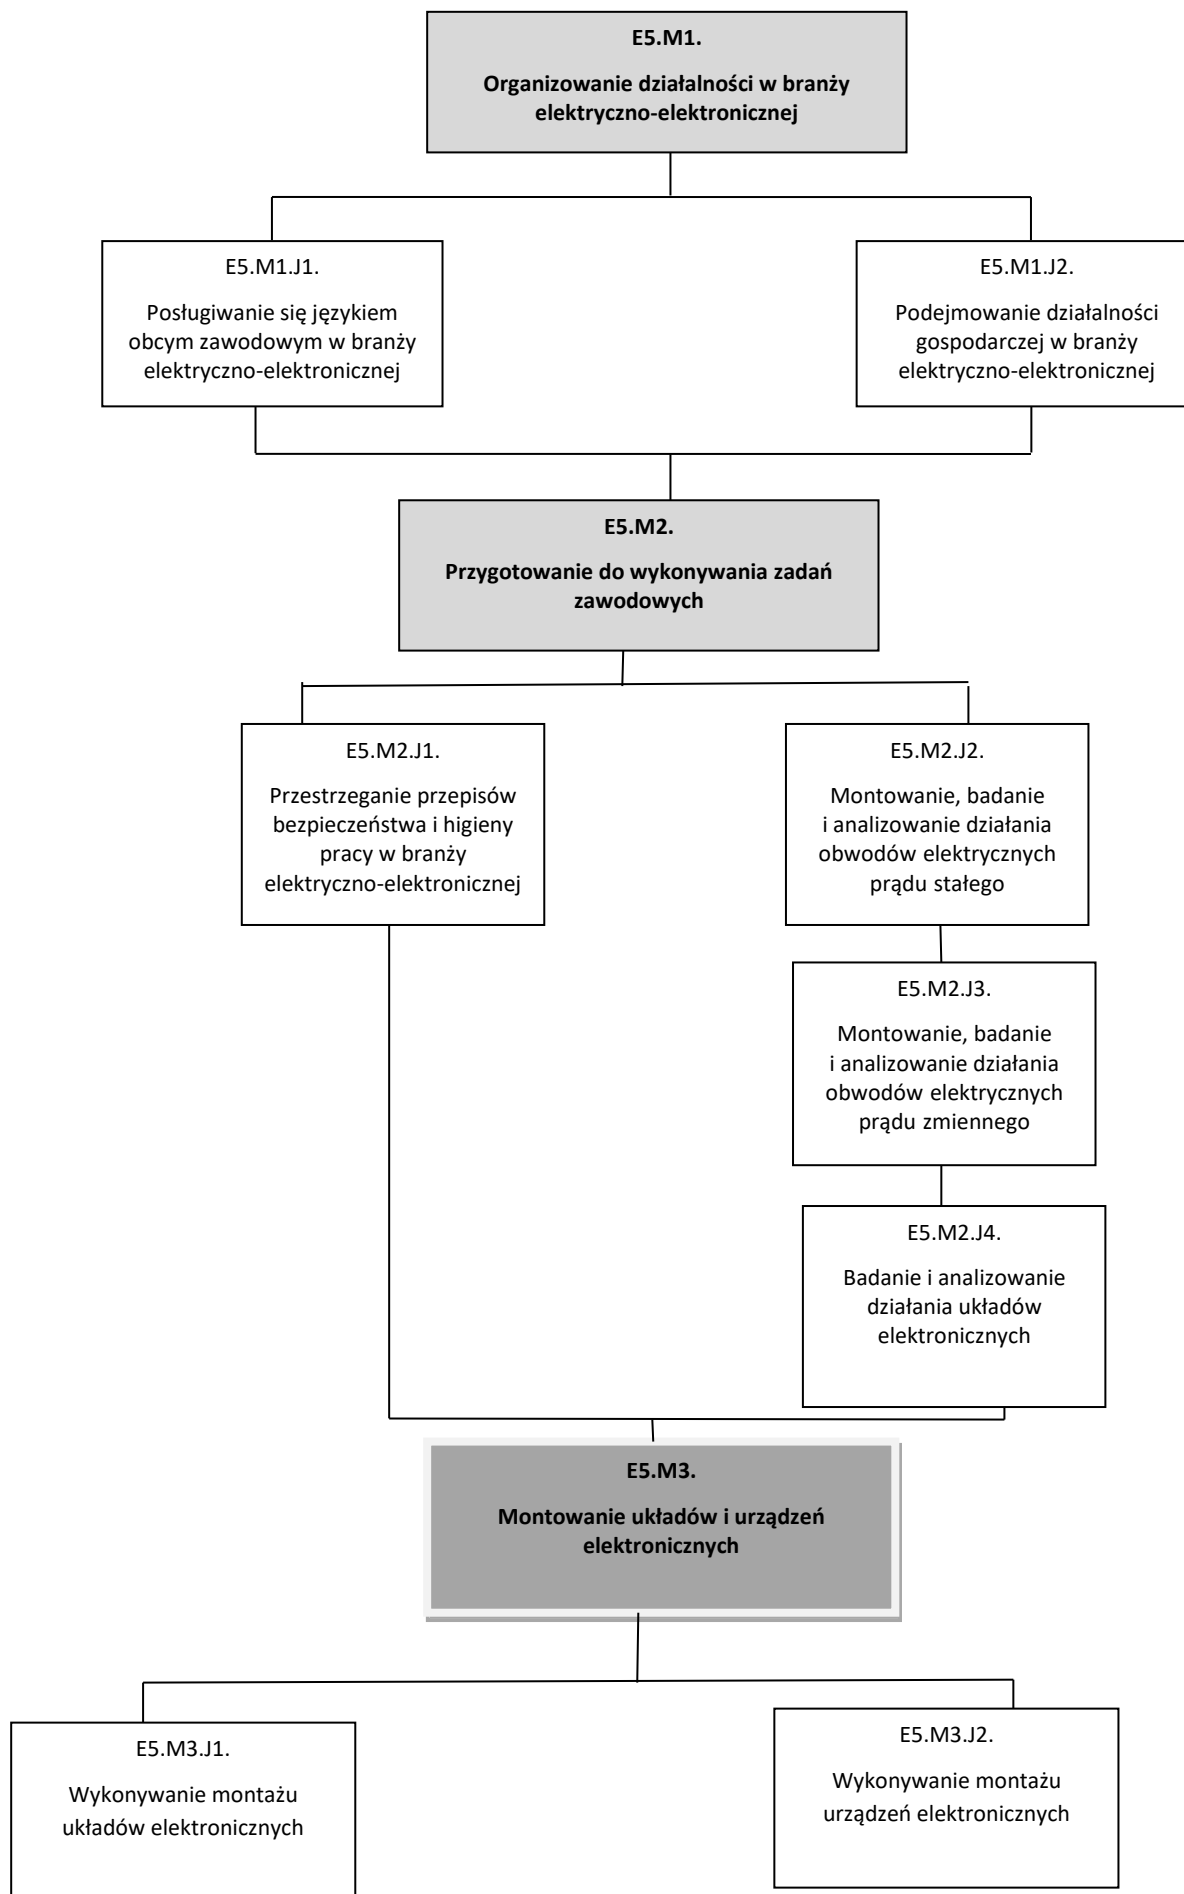 E5.M1.
Organizowanie działalności w branży
elektryczno-elektronicznej
E5.M1.J1.
Posługiwanie się językiem
obcym zawodowym w branży
elektryczno-elektronicznej
E5.M1.J2.
Podejmowanie działalności
gospodarczej w branży
elektryczno-elektronicznej
E5.M2.
Przygotowanie do wykonywania zadań
zawodowych
E5.M2.J1.
Przestrzeganie przepisów
bezpieczeństwa i higieny
pracy w branży
elektryczno-elektronicznej
E5.M2.J2.
Montowanie, badanie
i analizowanie działania
obwodów elektrycznych
prądu stałego
E5.M2.J3.
Montowanie, badanie
i analizowanie działania
obwodów elektrycznych
prądu zmiennego
E5.M2.J4.
Badanie i analizowanie
działania układów
elektronicznych
E5.M3.
Montowanie układów i urządzeń
elektronicznych
E5.M3.J1.
Wykonywanie montażu
układów elektronicznych
E5.M3.J2.
Wykonywanie montażu
urządzeń elektronicznych